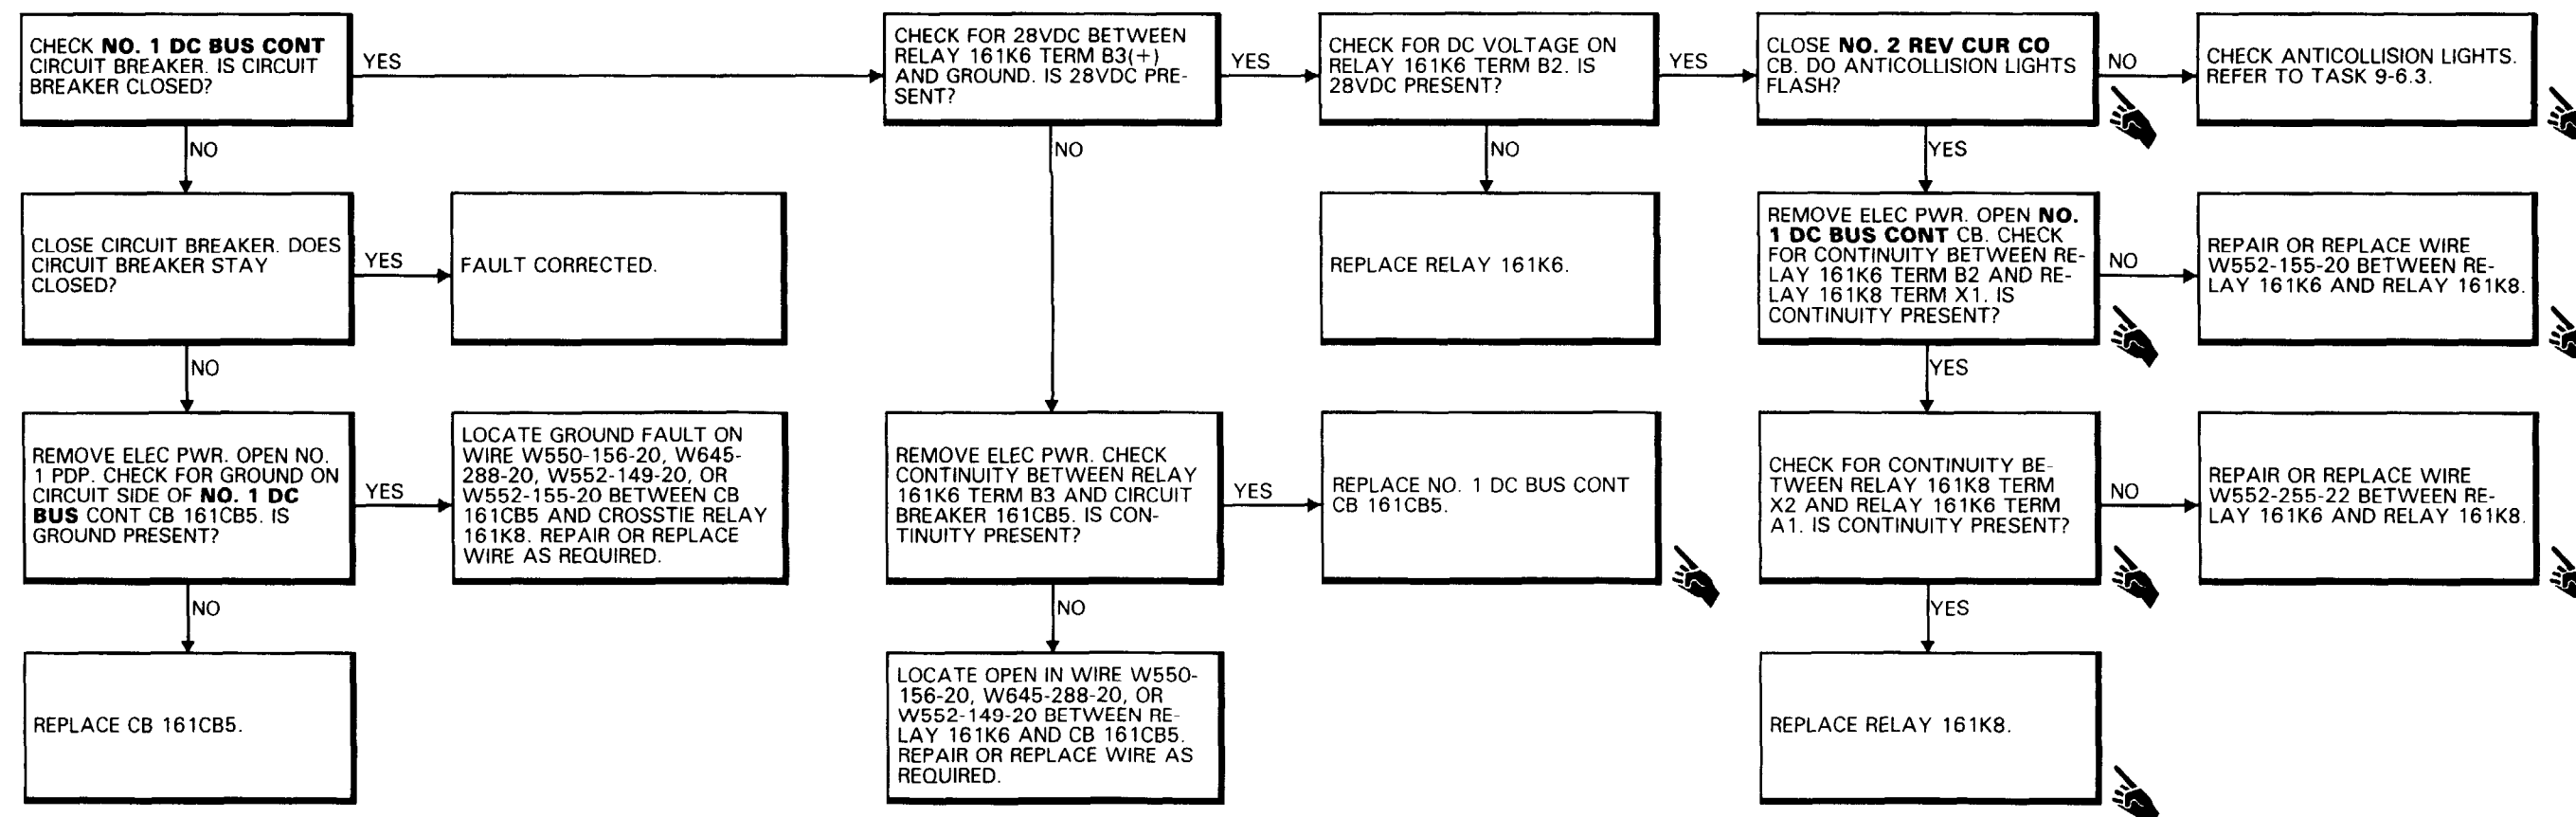 CHECK NO. 1 DC BUS CONT
CIRCUIT BREAKER. IS CIRCUIT
BREAKER CLOSED?
YES
CHECK FOR 28VDC BETWEEN
RELAY 161K6 TERM B3(+)
AND GROUND. IS 28VDC PRE-
SENT?
YES
CHECK FOR DC VOLTAGE ON
RELAY 161K6 TERM B2. IS
28VDC PRESENT?
YES
CLOSE NO. 2 REV CUR CO
CB. DO ANTICOLLISION LIGHTS
FLASH?
NO
CHECK ANTICOLLISION LIGHTS.
REFER TO TASK 9-6.3.
NO
NO
NO
YES
CLOSE CIRCUIT BREAKER. DOES
CIRCUIT BREAKER STAY
CLOSED?
YES
FAULT CORRECTED.
REPLACE RELAY 161K6.
REMOVE ELEC PWR. OPEN NO.
1 DC BUS CONT CB. CHECK
FOR CONTINUITY BETWEEN RE-
LAY 161K6 TERM B2 AND RE-
LAY 161K8 TERM X1. IS
CONTINUITY PRESENT?
NO
REPAIR OR REPLACE WIRE
W552-155-20 BETWEEN RE-
LAY 161K6 AND RELAY 161K8.
NO
YES
REMOVE ELEC PWR. OPEN NO.
1 PDP. CHECK FOR GROUND ON
CIRCUIT SIDE OF NO. 1 DC
BUS CONT CB 161CB5. IS
GROUND PRESENT?
YES
LOCATE GROUND FAULT ON
WIRE W550-156-20, W645-
288-20, W552-149-20, OR
W552-155-20 BETWEEN CB
161CB5 AND CROSSTIE RELAY
161K8. REPAIR OR REPLACE
WIRE AS REQUIRED.
REMOVE ELEC PWR. CHECK
CONTINUITY BETWEEN RELAY
161K6 TERM B3 AND CIRCUIT
BREAKER 161CB5. IS CON-
TINUITY PRESENT?
YES
REPLACE NO. 1 DC BUS CONT
CB 161CB5.
CHECK FOR CONTINUITY BE-
TWEEN RELAY 161K8 TERM
X2 AND RELAY 161K6 TERM
A1. IS CONTINUITY PRESENT?
NO
REPAIR OR REPLACE WIRE
W552-255-22 BETWEEN RE-
LAY 161K6 AND RELAY 161K8.
NO
NO
YES
REPLACE CB 161CB5.
LOCATE OPEN IN WIRE W550-
156-20, W645-288-20, OR
W552-149-20 BETWEEN RE-
LAY 161K6 AND CB 161CB5.
REPAIR OR REPLACE WIRE AS
REQUIRED.
REPLACE RELAY 161K8.